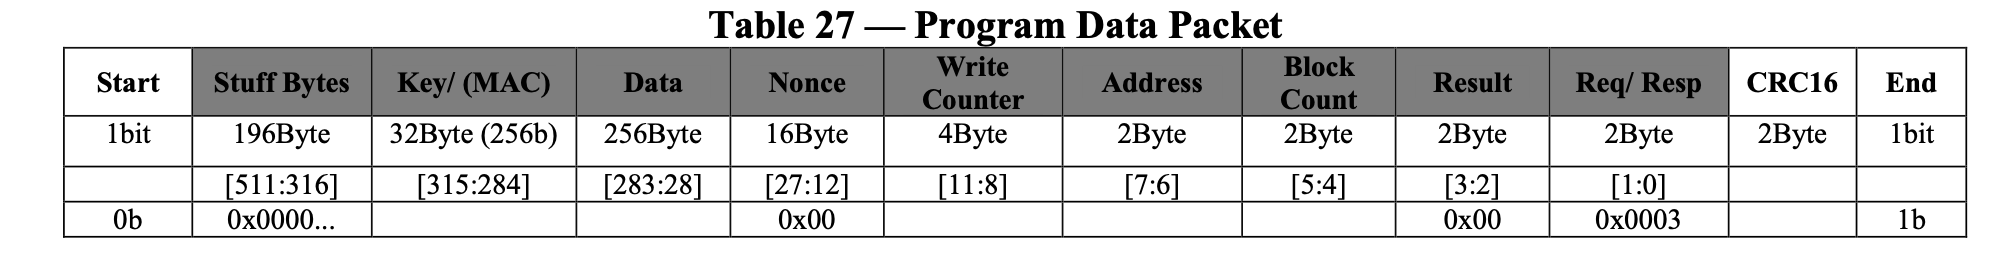 Table 27 — Program Data Packet
Start Stuff Bytes Key/ (MAC) Data Nonce Write Counter Address Block Count Result Req/ Resp CRC16 End
1bit 196Byte 32Byte (256b) 256Byte 16Byte 4Byte 2Byte 2Byte 2Byte 2Byte 2Byte 1bit
[511:316] [315:284] [283:28] [27:12] [11:8] [7:6] [5:4] [3:2] [1:0]
0b 0x0000... 0x00 0x00 0x0003 1b